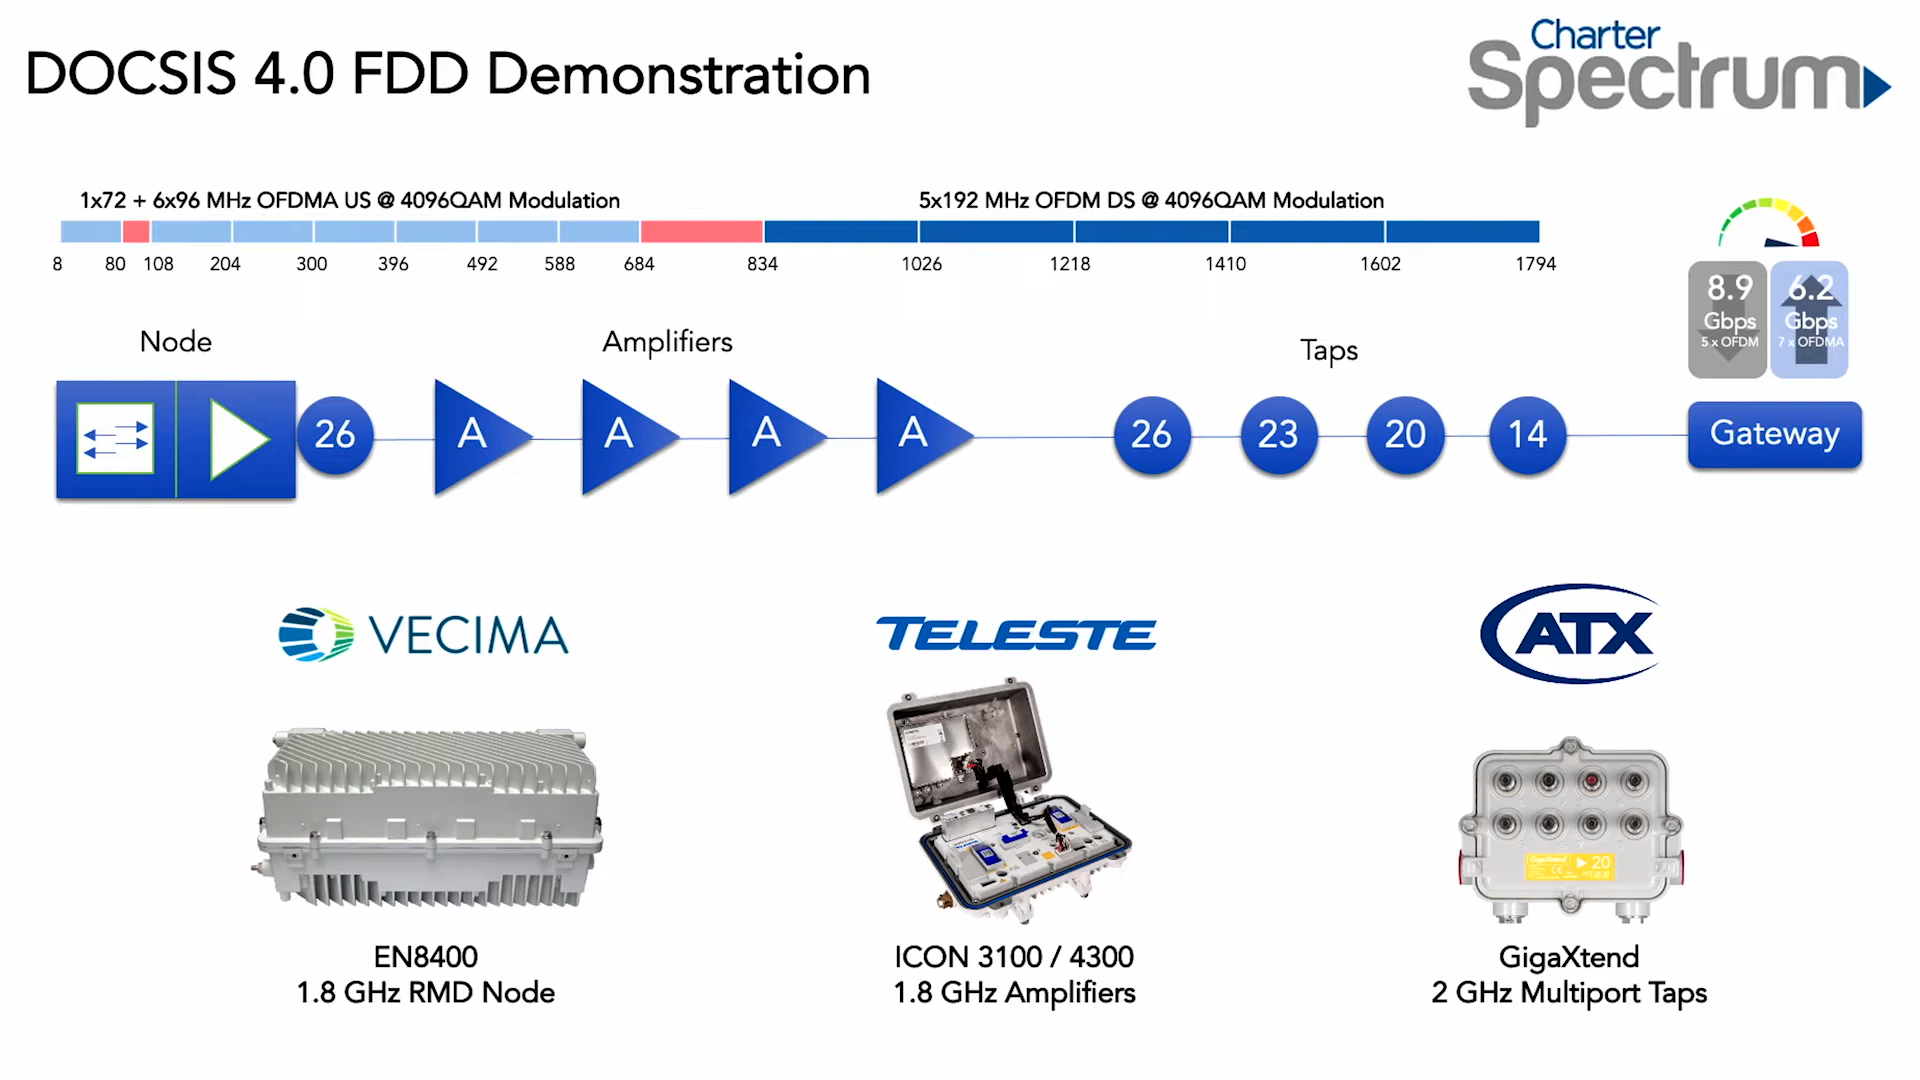 DOCSIS 4.0 FDD Demonstration
Charter
Spectrum
1x72 + 6x96 MHz OFDMA US @ 4096QAM Modulation
5x192 MHz OFDM DS @ 4096QAM Modulation
8 80 108 204 300 396 492 588 684 834 1026 1218 1410 1602 1794
8.9
Gbps
5 x OFDM
6.2
Gbps
7 x OFDMA
Node
Amplifiers
Taps
26 A A A A 26 23 20 14 Gateway
VECIMA
TELESTE
ATX
GigaXtend
20
EN8400
1.8 GHz RMD Node
ICON 3100 / 4300
1.8 GHz Amplifiers
GigaXtend
2 GHz Multiport Taps